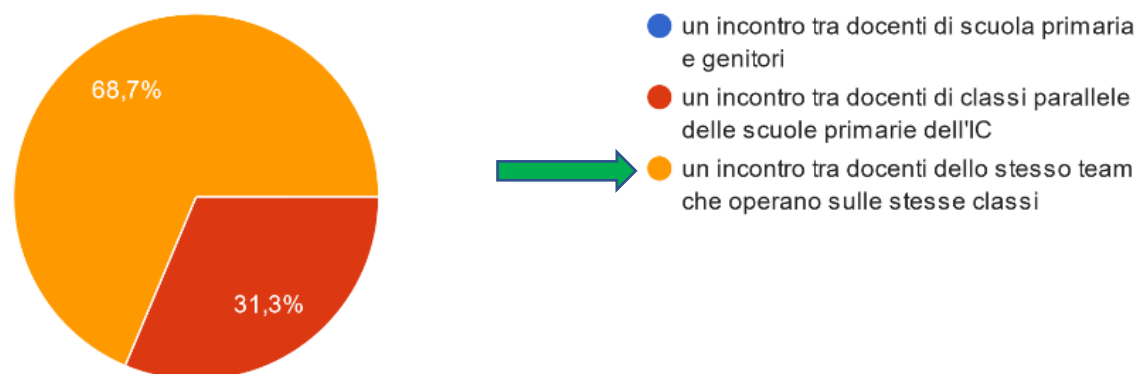 68,7%
31,3%
un incontro tra docenti di scuola primaria
e genitori
un incontro tra docenti di classi parallele
delle scuole primarie dell'IC
un incontro tra docenti dello stesso team
che operano sulle stesse classi